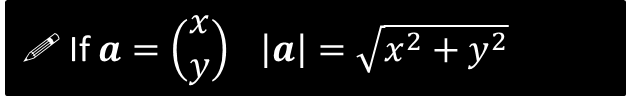 If a = (x y) |a| = √(x² + y²)